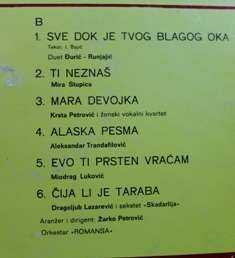 B
1. SVE DOK JE TVOG BLAGOG OKA
Tekst: I. Bajić
Duet Đurić - Runjajić
2. TI NEZNAŠ
Mira Stupica
3. MARA DEVOJKA
Krsta Petrović i ženski vokalni kvartet
4. ALASKA PESMA
Aleksandar Trandafilović
5. EVO TI PRSTEN VRAĆAM
Miodrag Luković
6. ČIJA LI JE TARABA
Dragoljub Lazarević i sekstet »Skadarlija«
Aranžer i dirigent: Žarko Petrović
Orkestar »ROMANSA«